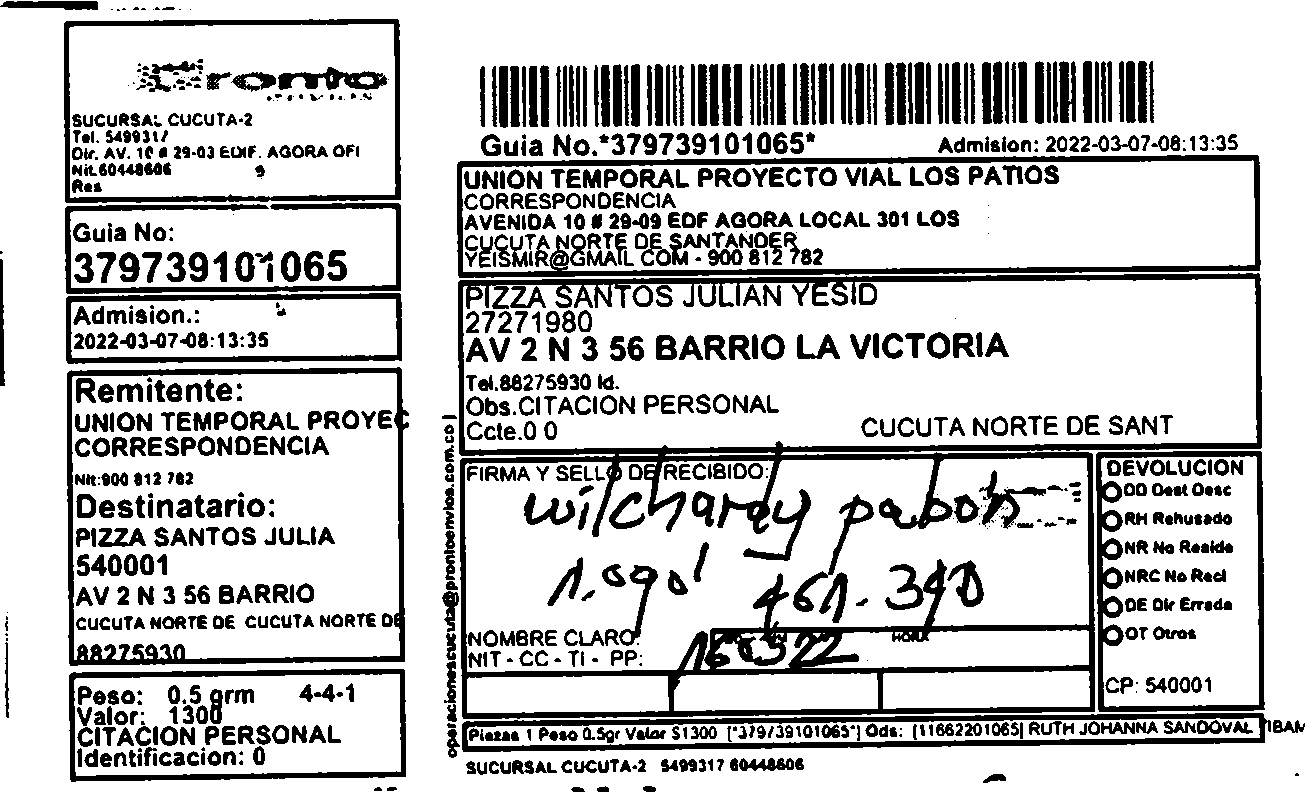 Pronto
ENVIOS
SUCURSAL CUCUTA-2
Tel. 5499317
Dir. AV. 10 # 29-03 EDIF. AGORA OFI
Nit.60448606 9
Res
Guia No:
379739101065
Admision.:
2022-03-07-08:13:35
Remitente:
UNION TEMPORAL PROYEC
CORRESPONDENCIA
Nit:900 812 782
Destinatario:
PIZZA SANTOS JULIA
540001
AV 2 N 3 56 BARRIO
CUCUTA NORTE DE CUCUTA NORTE DE
88275930
Peso: 0.5 grm 4-4-1
Valor: 1300
CITACION PERSONAL
Identificacion: 0
Guia No.*379739101065* Admision: 2022-03-07-08:13:35
UNION TEMPORAL PROYECTO VIAL LOS PATIOS
CORRESPONDENCIA
AVENIDA 10 # 29-09 EDF AGORA LOCAL 301 LOS
CUCUTA NORTE DE SANTANDER
YEISMIR@GMAIL COM - 900 812 782
PIZZA SANTOS JULIAN YESID
27271980
AV 2 N 3 56 BARRIO LA VICTORIA
Tel.88275930 Id.
Obs.CITACION PERSONAL
Ccte.0 0 CUCUTA NORTE DE SANT
operacionescucuta@prontoenvios.com.co
FIRMA Y SELLO DE RECIBIDO:
wilchardy pabón
1.090 461.390
NOMBRE CLARO: HORA
NIT - CC - TI - PP: 160322
DEVOLUCION
DD Dest Desc
RH Rehusado
NR No Reside
NRC No Recl
DE Dir Errada
OT Otros
CP: 540001
Piezas 1 Peso 0.5gr Valor $1300 [*379739101065*] Ods: [11662201065] RUTH JOHANNA SANDOVAL TIBAM
SUCURSAL CUCUTA-2 5499317 60448606